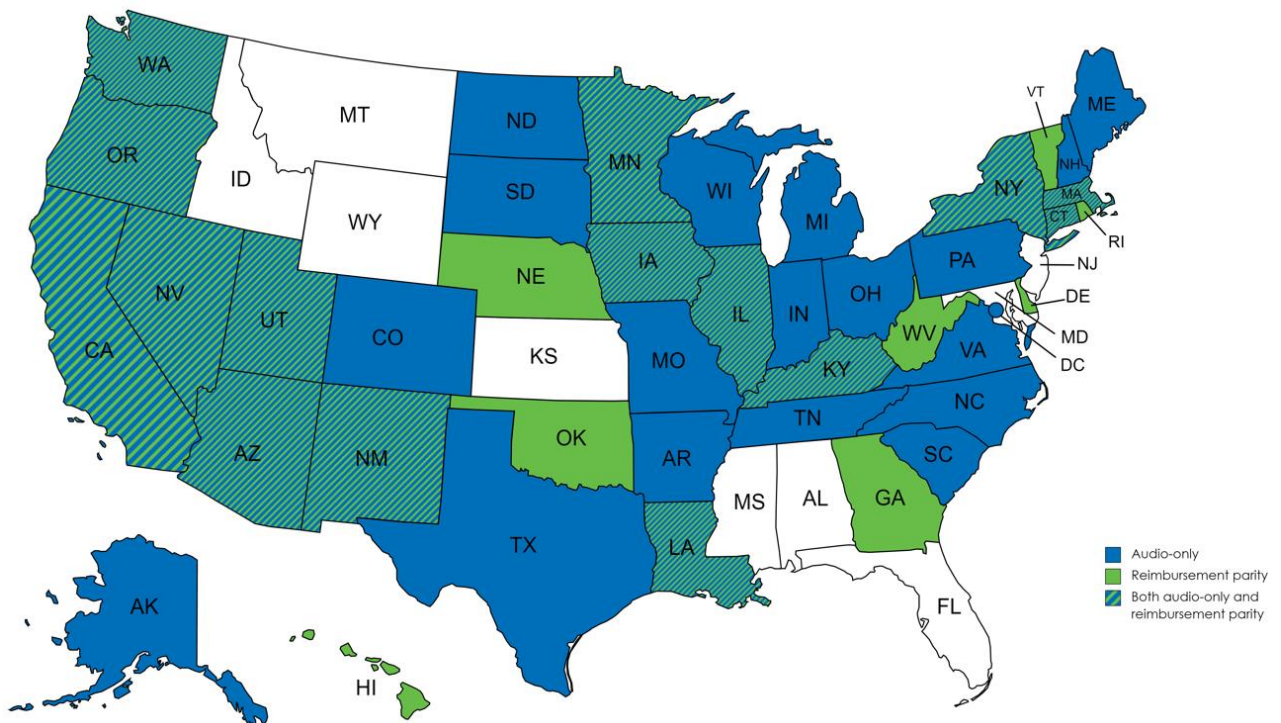 WA
MT
ND
MN
OR
ID
WY
SD
WI
MI
VT
ME
NH
NY
MA
CT
RI
NE
IA
PA
NJ
NV
UT
CO
KS
IL
IN
OH
DE
WV
MD
DC
CA
MO
KY
VA
AZ
NM
OK
AR
TN
NC
SC
MS
AL
GA
TX
LA
FL
AK
HI
Audio-only
Reimbursement parity
Both audio-only and
reimbursement parity